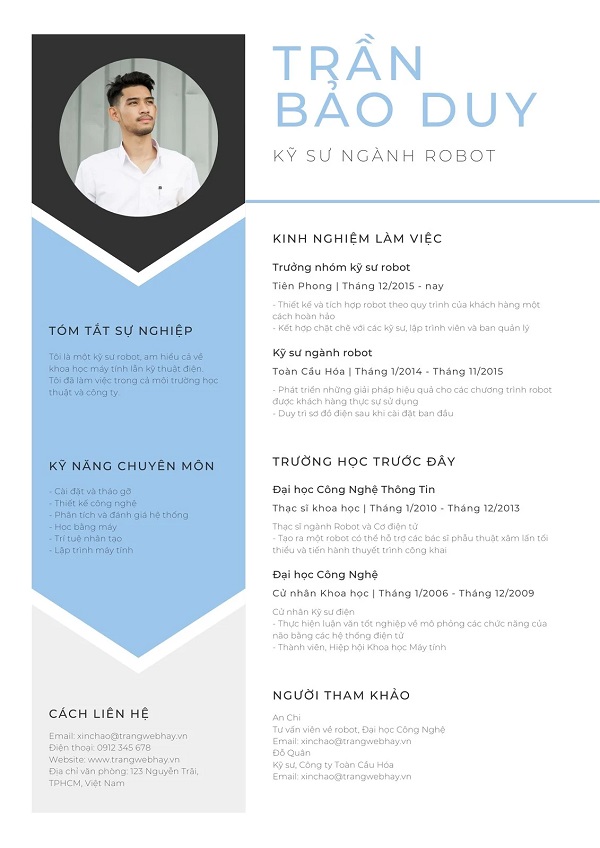 TRẦN
BẢO DUY
KỸ SƯ NGÀNH ROBOT
TÓM TẮT SỰ NGHIỆP
Tôi là một kỹ sư robot, am hiểu cả về
khoa học máy tính lẫn kỹ thuật điện.
Tôi đã làm việc trong cả môi trường học
thuật và công ty.
KỸ NĂNG CHUYÊN MÔN
- Cài đặt và tháo gỡ
- Thiết kế công nghệ
- Phân tích và đánh giá hệ thống
- Học bằng máy
- Trí tuệ nhân tạo
- Lập trình máy tính
CÁCH LIÊN HỆ
Email: xinchao@trangwebhay.vn
Điện thoại: 0912 345 678
Website: www.trangwebhay.vn
Địa chỉ văn phòng: 123 Nguyễn Trãi,
TPHCM, Việt Nam
KINH NGHIỆM LÀM VIỆC
Trưởng nhóm kỹ sư robot
Tiên Phong | Tháng 12/2015 - nay
- Thiết kế và tích hợp robot theo quy trình của khách hàng một
cách hoàn hảo
- Kết hợp chặt chẽ với các kỹ sư, lập trình viên và ban quản lý
Kỹ sư ngành robot
Toàn Cầu Hóa | Tháng 1/2014 - Tháng 11/2015
- Phát triển những giải pháp hiệu quả cho các chương trình robot
được khách hàng thực sự sử dụng
- Duy trì sơ đồ điện sau khi cài đặt ban đầu
TRƯỜNG HỌC TRƯỚC ĐÂY
Đại học Công Nghệ Thông Tin
Thạc sĩ khoa học | Tháng 1/2010 - Tháng 12/2013
Thạc sĩ ngành Robot và Cơ điện tử
- Tạo ra một robot có thể hỗ trợ các bác sĩ phẫu thuật xâm lấn tối
thiểu và tiến hành thuyết trình công khai
Đại học Công Nghệ
Cử nhân Khoa học | Tháng 1/2006 - Tháng 12/2009
Cử nhân Kỹ sư điện
- Thực hiện luận văn tốt nghiệp về mô phỏng các chức năng của
não bằng các hệ thống điện tử
- Thành viên, Hiệp hội Khoa học Máy tính
NGƯỜI THAM KHẢO
An Chi
Tư vấn viên về robot, Đại học Công Nghệ
Email: xinchao@trangwebhay.vn
Đỗ Quân
Kỹ sư, Công ty Toàn Cầu Hóa
Email: xinchao@trangwebhay.vn